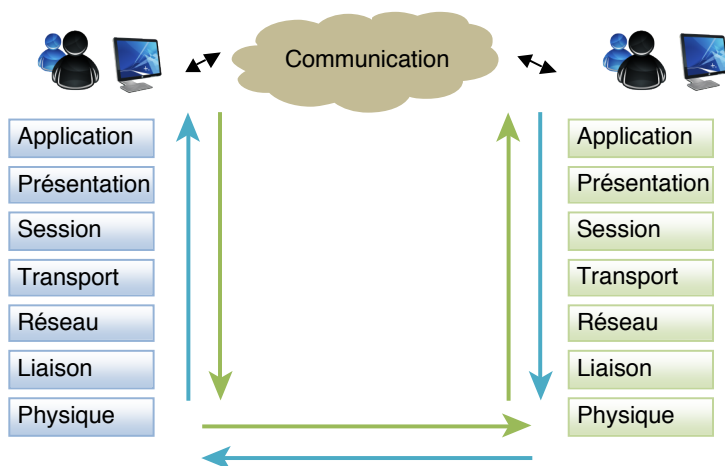 Communication
Application
Présentation
Session
Transport
Réseau
Liaison
Physique
Application
Présentation
Session
Transport
Réseau
Liaison
Physique